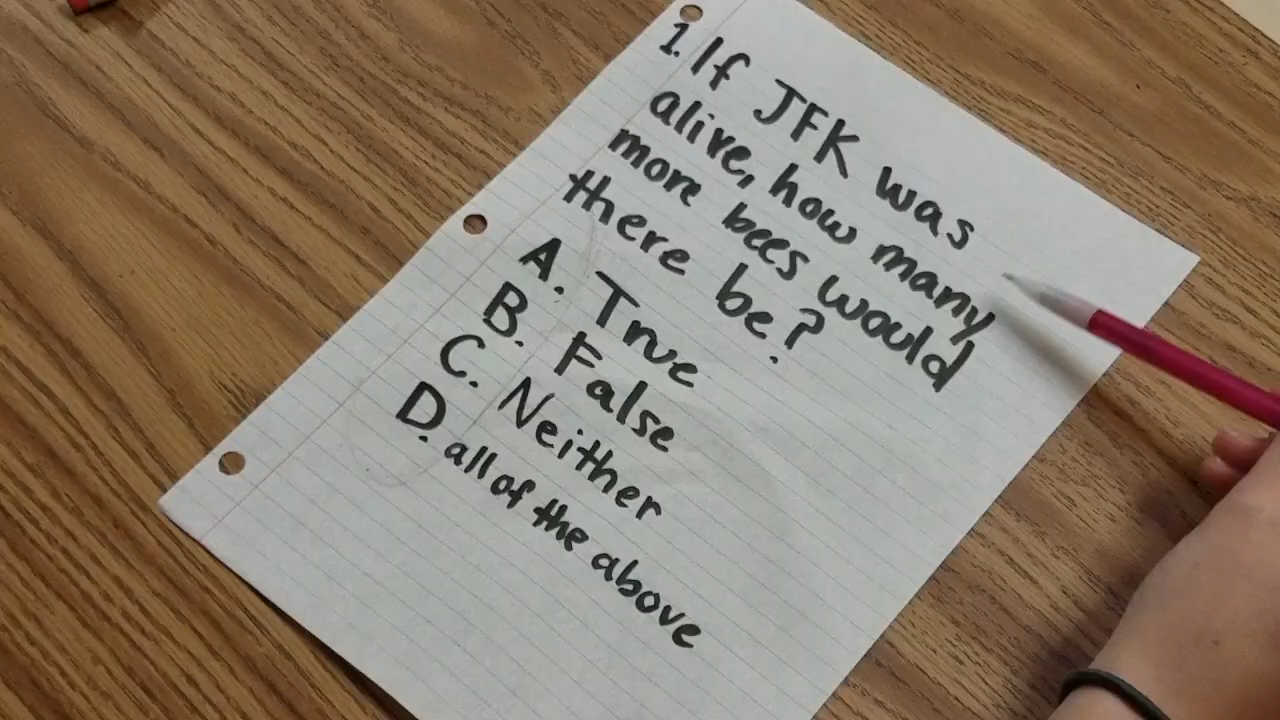 1. If JFK was
alive, how many
more bees would
there be?
A. True
B. False
C. Neither
D. all of the above